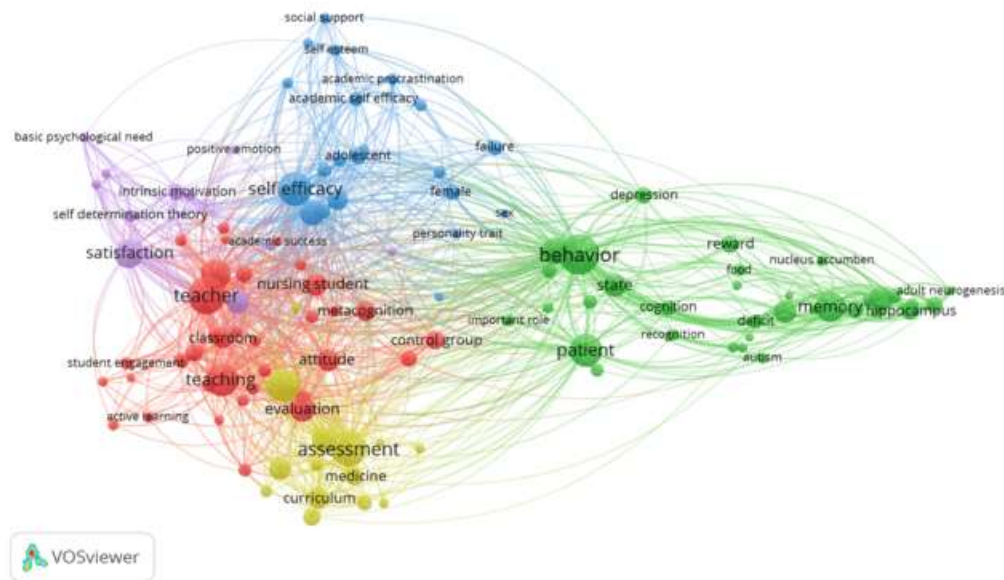 social support
self esteem
academic procrastination
academic self efficacy
basic psychological need
positive emotion
adolescent
failure
intrinsic motivation
self efficacy
female
depression
self determination theory
sex
academic success
personality trait
satisfaction
behavior
reward
nucleus accumben
food
teacher
nursing student
state
adult neurogenesis
metacognition
cognition
memory
hippocampus
important role
deficit
classroom
control group
recognition
patient
autism
student engagement
attitude
teaching
evaluation
active learning
assessment
medicine
curriculum
VOSviewer